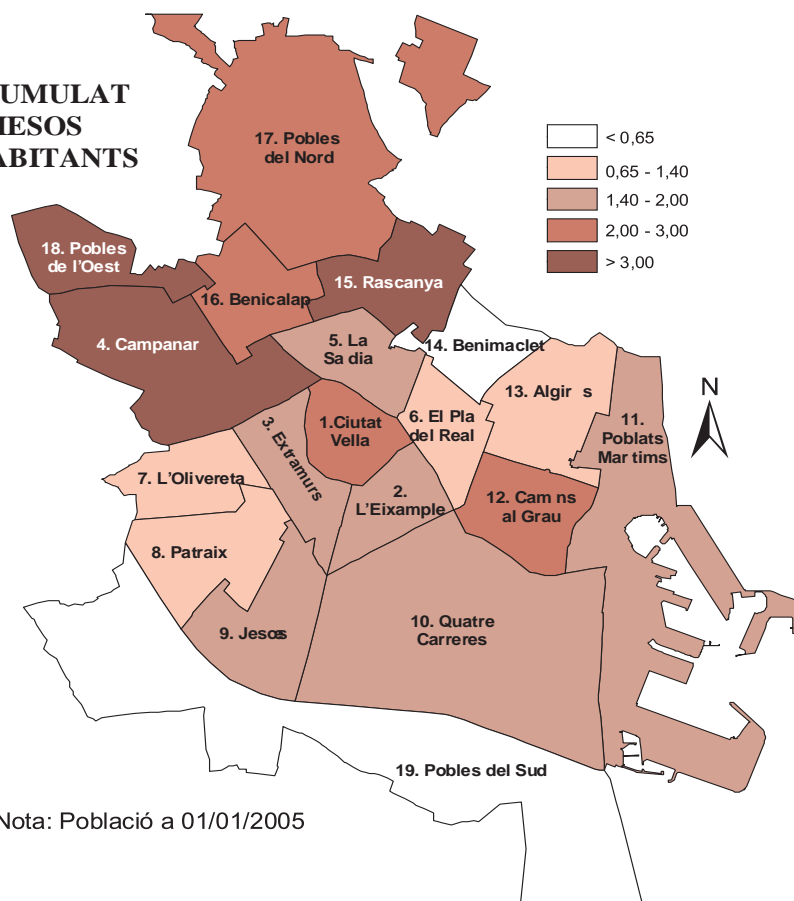 UMULAT
MESOS
ABITANTS
< 0,65
0,65 - 1,40
1,40 - 2,00
2,00 - 3,00
> 3,00
17. Pobles
del Nord
18. Pobles
de l'Oest
15. Rascanya
16. Benicalap
4. Campanar
5. La
Sa dia
14. Benimaclet
13. Algir s
N
11.
Poblats
Mar tims
6. El Pla
del Real
1.Ciutat
Vella
3. Extramurs
7. L'Olivereta
2.
L'Eixample
12. Cam ns
al Grau
8. Patraix
9. Jesœs
10. Quatre
Carreres
19. Pobles del Sud
Nota: Població a 01/01/2005